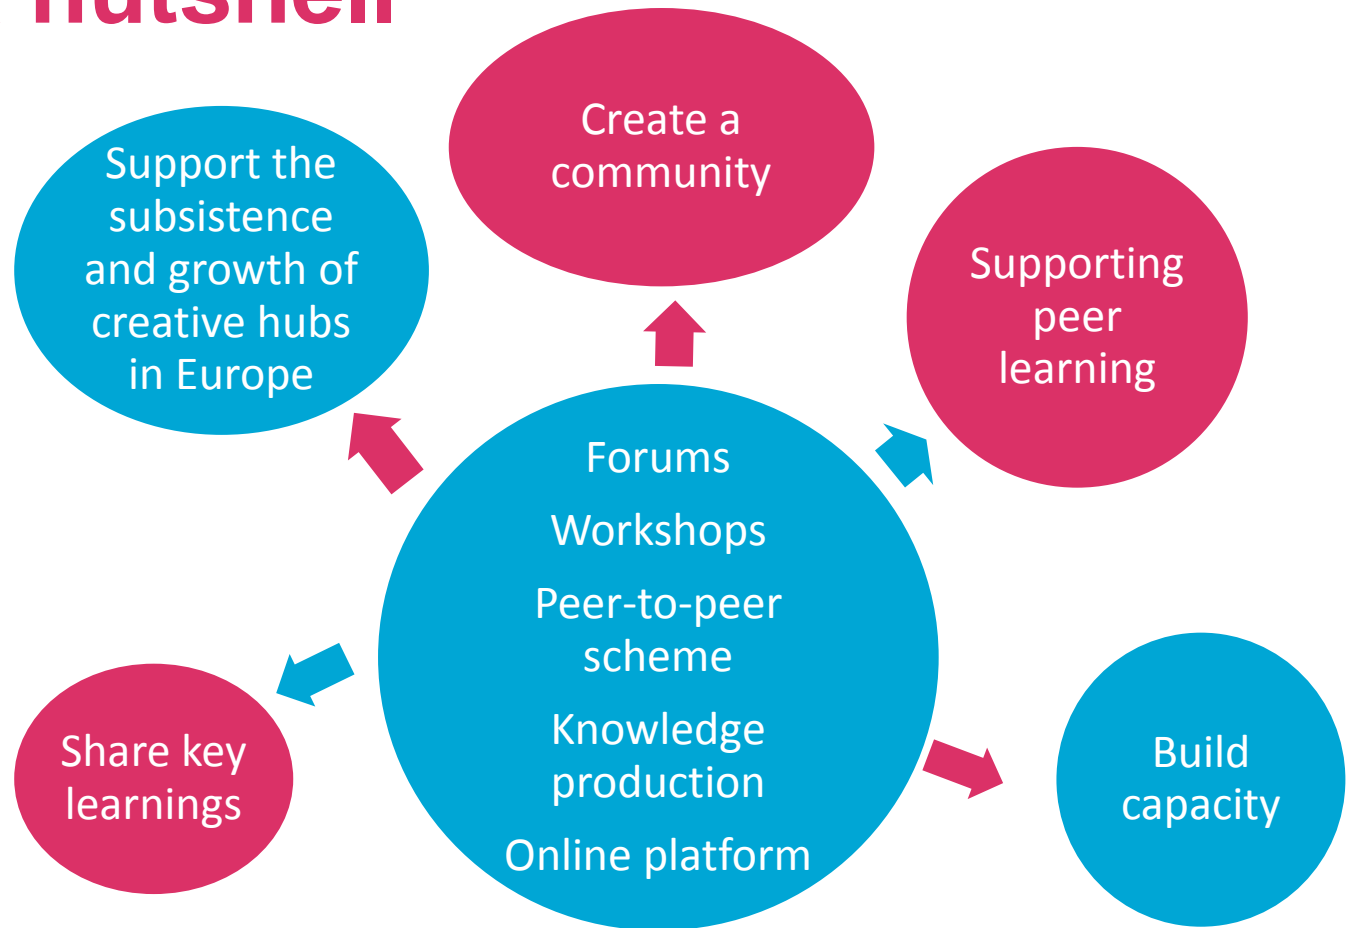 nutshell
Create a
community
Support the
subsistence
and growth of
creative hubs
in Europe
Supporting
peer
learning
Forums
Workshops
Peer-to-peer
scheme
Knowledge
production
Online platform
Share key
learnings
Build
capacity